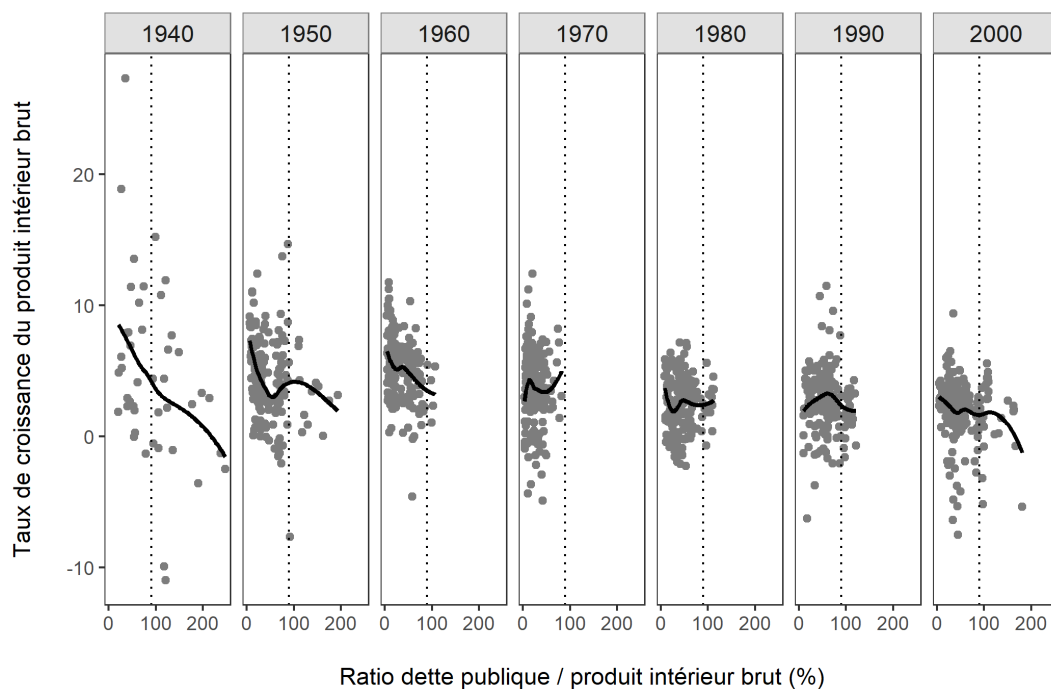 1940 1950 1960 1970 1980 1990 2000
Taux de croissance du produit intérieur brut
20
10
0
-10
0 100 200 0 100 200 0 100 200 0 100 200 0 100 200 0 100 200 0 100 200
Ratio dette publique / produit intérieur brut (%)